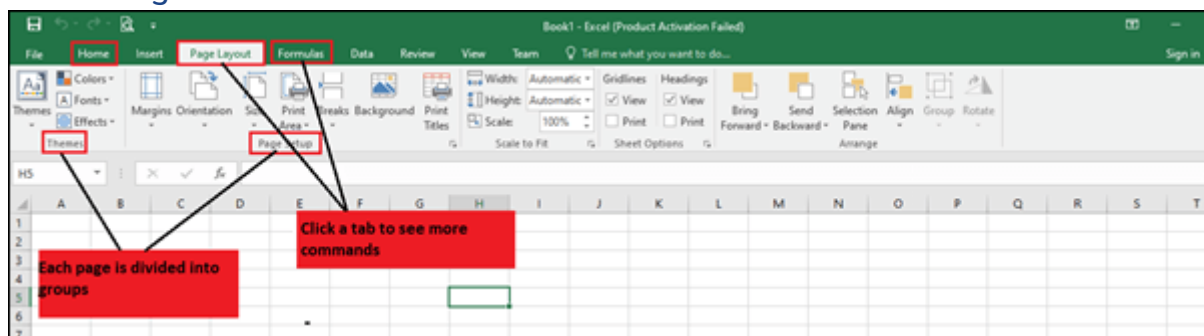 Book1 - Excel (Product Activation Failed)
File Home Insert Page Layout Formulas Data Review View Team Tell me what you want to do... Sign in
Colors Width: Automatic Gridlines Headings
Fonts Height: Automatic View View
Themes Effects Margins Orientation Size Print Area Breaks Background Print Titles Scale: 100% Print Print Bring Forward Send Backward Selection Pane Align Group Rotate
Themes Page Setup Scale to Fit Sheet Options Arrange
H5 fx
A B C D E F G H I J K L M N O P Q R S T
1
2
3
4
5
6
7
Click a tab to see more
commands
Each page is divided into
groups